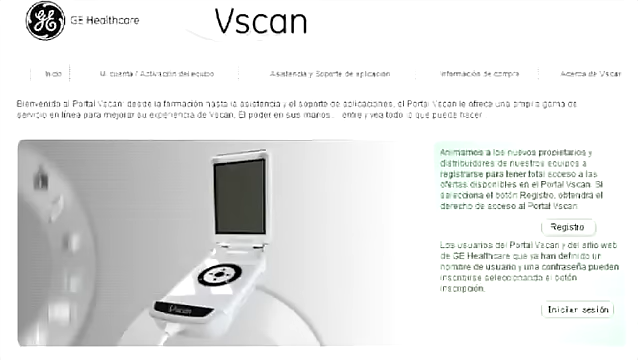 GE Healthcare
Vscan
Inicio
Mi cuenta / Activación del equipo
Asistencia y Soporte de aplicación
Información de compra
Acerca de Vscan
Bienvenido al Portal Vscan: desde la formación hasta la asistencia y el soporte de aplicaciones, el Portal Vscan le ofrece una amplia gama de
servicio en línea para mejorar su experiencia de Vscan. El poder en sus manos... entre y vea todo lo que puede hacer
Animamos a los nuevos propietarios y
distribuidores de nuestros equipos a
registrarse para tener total acceso a las
ofertas disponibles en el Portal Vscan. Si
selecciona el botón Registro, obtendrá el
derecho de acceso al Portal Vscan
Registro
Los usuarios del Portal Vscan y del sitio web
de GE Healthcare que ya han definido un
nombre de usuario y una contraseña pueden
inscribirse seleccionando el botón
inscripción.
Iniciar sesión
Vscan